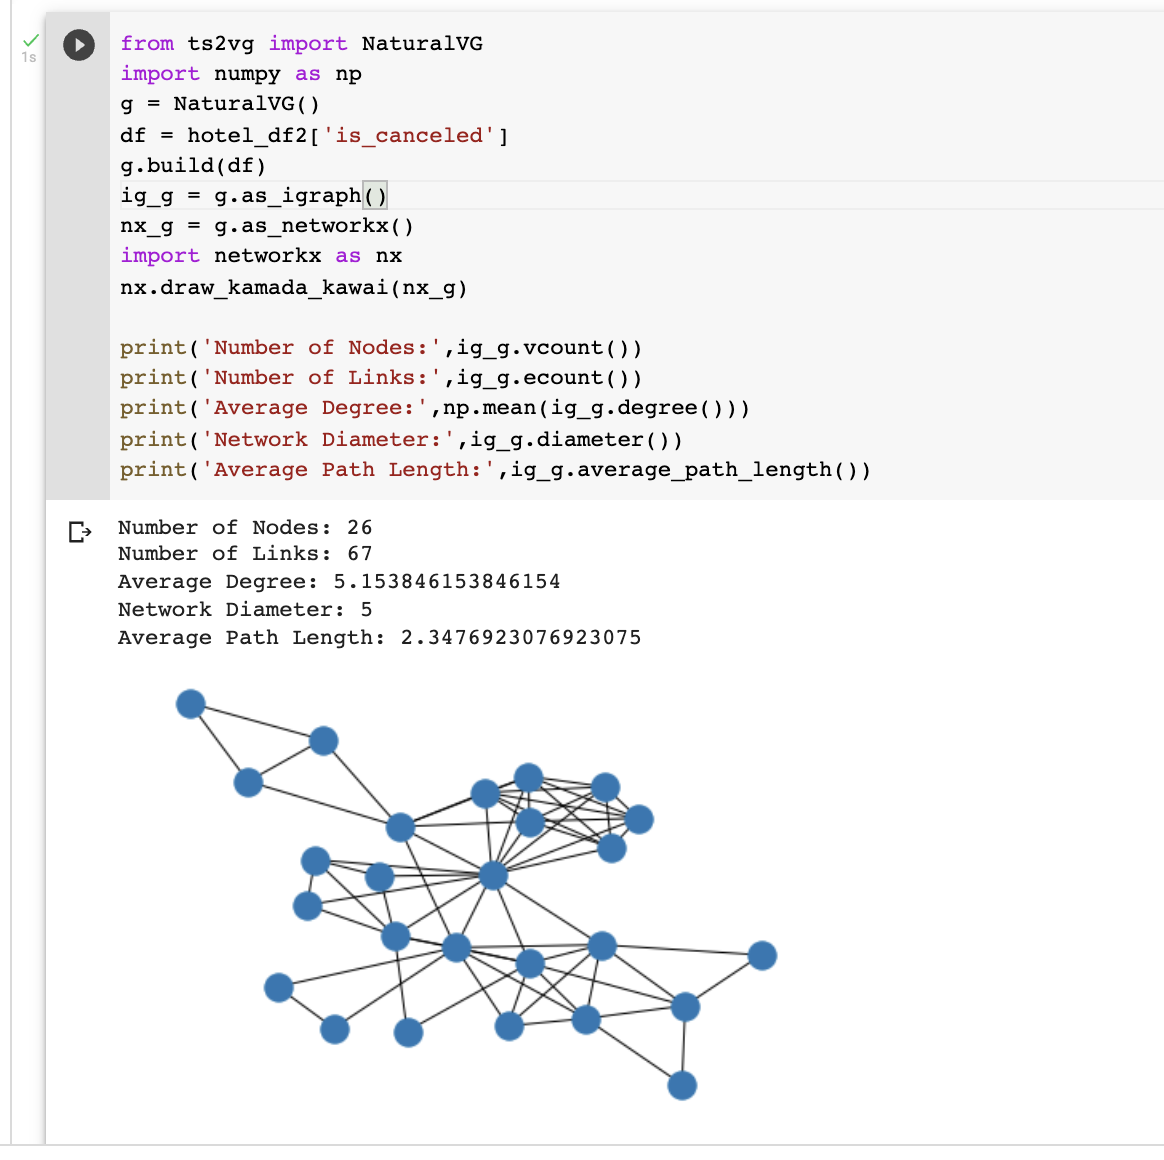 1s
from ts2vg import NaturalVG
import numpy as np
g = NaturalVG()
df = hotel_df2['is_canceled']
g.build(df)
ig_g = g.as_igraph()
nx_g = g.as_networkx()
import networkx as nx
nx.draw_kamada_kawai(nx_g)
print('Number of Nodes:',ig_g.vcount())
print('Number of Links:',ig_g.ecount())
print('Average Degree:',np.mean(ig_g.degree()))
print('Network Diameter:',ig_g.diameter())
print('Average Path Length:',ig_g.average_path_length())
Number of Nodes: 26
Number of Links: 67
Average Degree: 5.153846153846154
Network Diameter: 5
Average Path Length: 2.3476923076923075